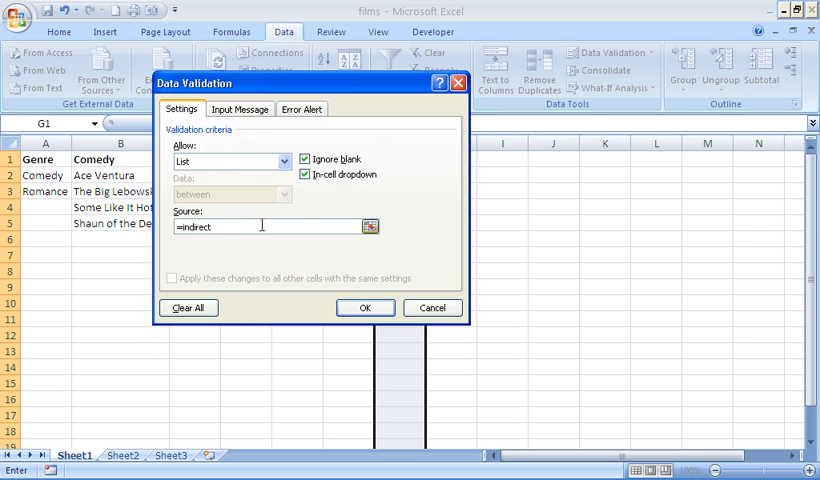 films - Microsoft Excel
Home Insert Page Layout Formulas Data Review View Developer
From Access
From Web
From Text
From Other Sources
Get External Data
Connections
Clear
Text to Columns
Remove Duplicates
Data Validation
Consolidate
What-If Analysis
Data Tools
Group
Ungroup
Subtotal
Outline
G1
Data Validation
Settings Input Message Error Alert
Validation criteria
Allow:
List
Ignore blank
In-cell dropdown
Data:
between
Source:
=indirect
Apply these changes to all other cells with the same settings
Clear All OK Cancel
A B I J K L M N
1 Genre Comedy
2 Comedy Ace Ventura
3 Romance The Big Lebowsk
4 Some Like It Hot
5 Shaun of the De
6
7
8
9
10
11
12
13
14
15
16
17
18
19
Sheet1 Sheet2 Sheet3
Enter 100%